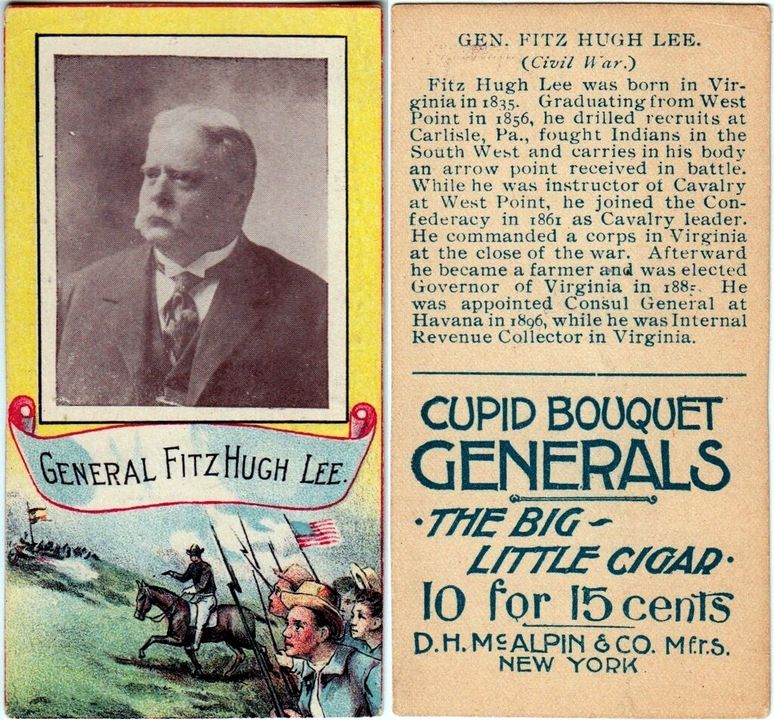 GENERAL FITZ HUGH LEE.
GEN. FITZ HUGH LEE.
(Civil War.)
Fitz Hugh Lee was born in Vir-
ginia in 1835. Graduating from West
Point in 1856, he drilled recruits at
Carlisle, Pa., fought Indians in the
South West and carries in his body
an arrow point received in battle.
While he was instructor of Cavalry
at West Point, he joined the Con-
federacy in 1861 as Cavalry leader.
He commanded a corps in Virginia
at the close of the war. Afterward
he became a farmer and was elected
Governor of Virginia in He
was appointed Consul General at
Havana in 1896, while he was Internal
Revenue Collector in Virginia.
CUPID BOUQUET
GENERALS
·THE BIG~
LITTLE CIGAR·
10 for 15 cents
D.H. McALPIN & CO. Mfrs.
NEW YORK